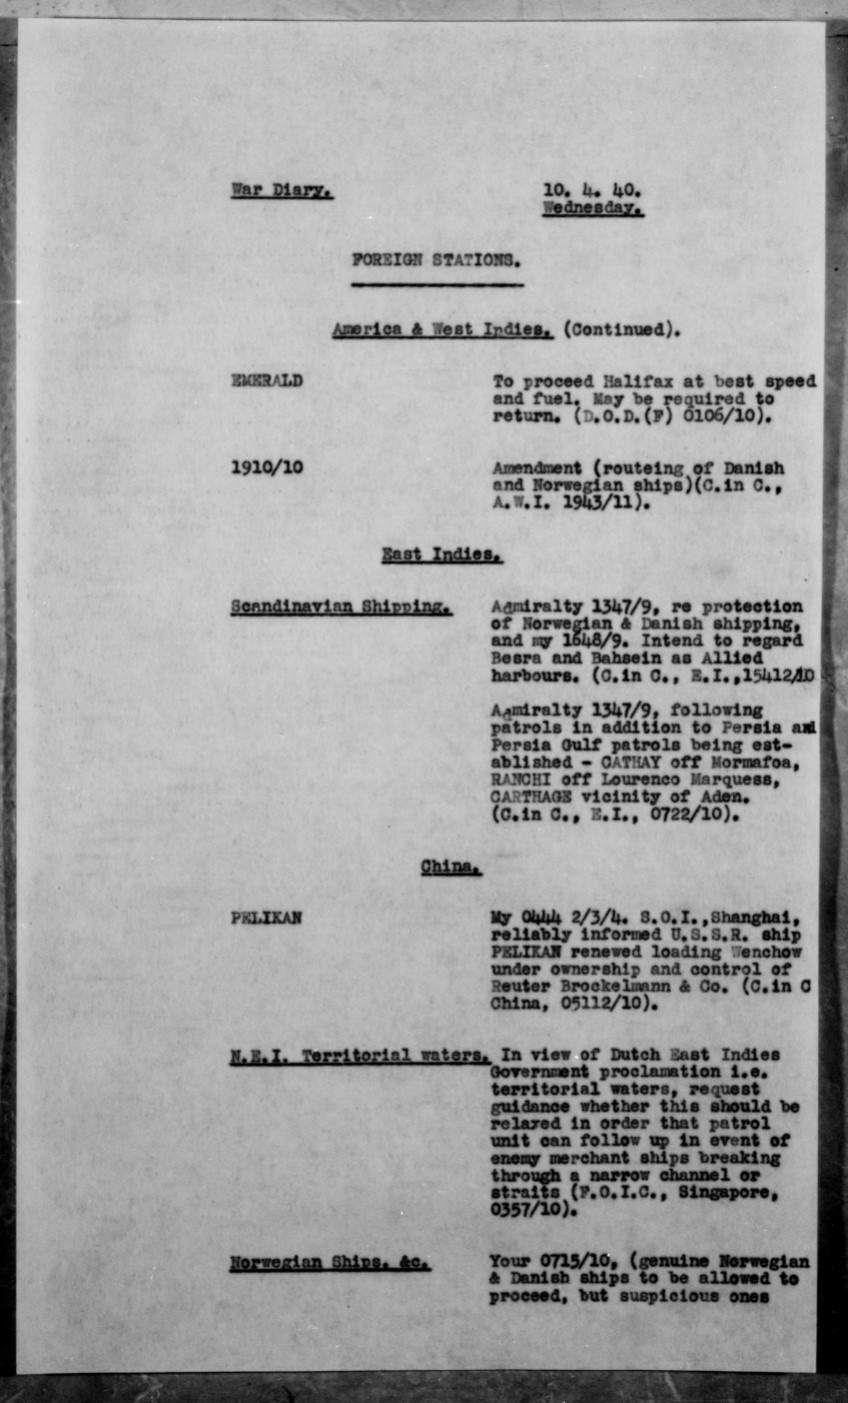 War Diary. 10. 4. 40.
Wednesday.
FOREIGN STATIONS.
America & West Indies. (Continued).
EMERALD To proceed Halifax at best speed
and fuel. May be required to
return. (D.O.D.(F) 0106/10).
1910/10 Amendment (routeing of Danish
and Norwegian ships)(C.in C.,
A.W.I. 1943/11).
East Indies.
Scandinavian Shipping. Admiralty 1347/9, re protection
of Norwegian & Danish shipping,
and my 1648/9. Intend to regard
Besra and Bahsein as Allied
harbours. (C.in C., E.I.,15412/10
Admiralty 1347/9, following
patrols in addition to Persia and
Persia Gulf patrols being est-
ablished - CATHAY off Mormafoa,
RANCHI off Lourenco Marquess,
CARTHAGE vicinity of Aden.
(C.in C., E.I., 0722/10).
China.
PELIKAN My 0444 2/3/4. S.O.I.,Shanghai,
reliably informed U.S.S.R. ship
PELIKAN renewed loading Wenchow
under ownership and control of
Reuter Brockelmann & Co. (C.in C
China, 05112/10).
N.E.I. Territorial waters. In view of Dutch East Indies
Government proclamation i.e.
territorial waters, request
guidance whether this should be
relaxed in order that patrol
unit can follow up in event of
enemy merchant ships breaking
through a narrow channel or
straits (F.O.I.C., Singapore,
0357/10).
Norwegian Ships. &c. Your 0715/10, (genuine Norwegian
& Danish ships to be allowed to
proceed, but suspicious ones